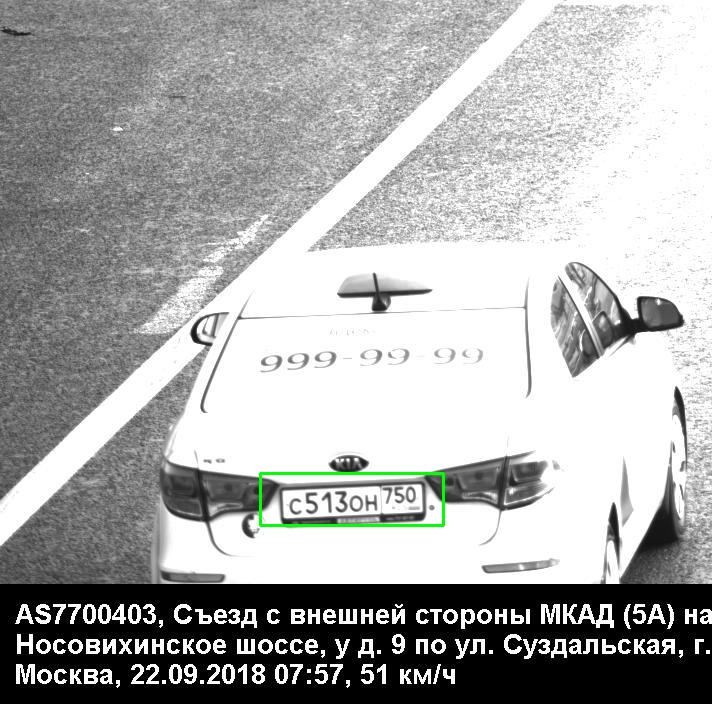 999-99-99
KIA
С513ОН 750
AS7700403, Съезд с внешней стороны МКАД (5А) на
Носовихинское шоссе, у д. 9 по ул. Суздальская, г.
Москва, 22.09.2018 07:57, 51 км/ч